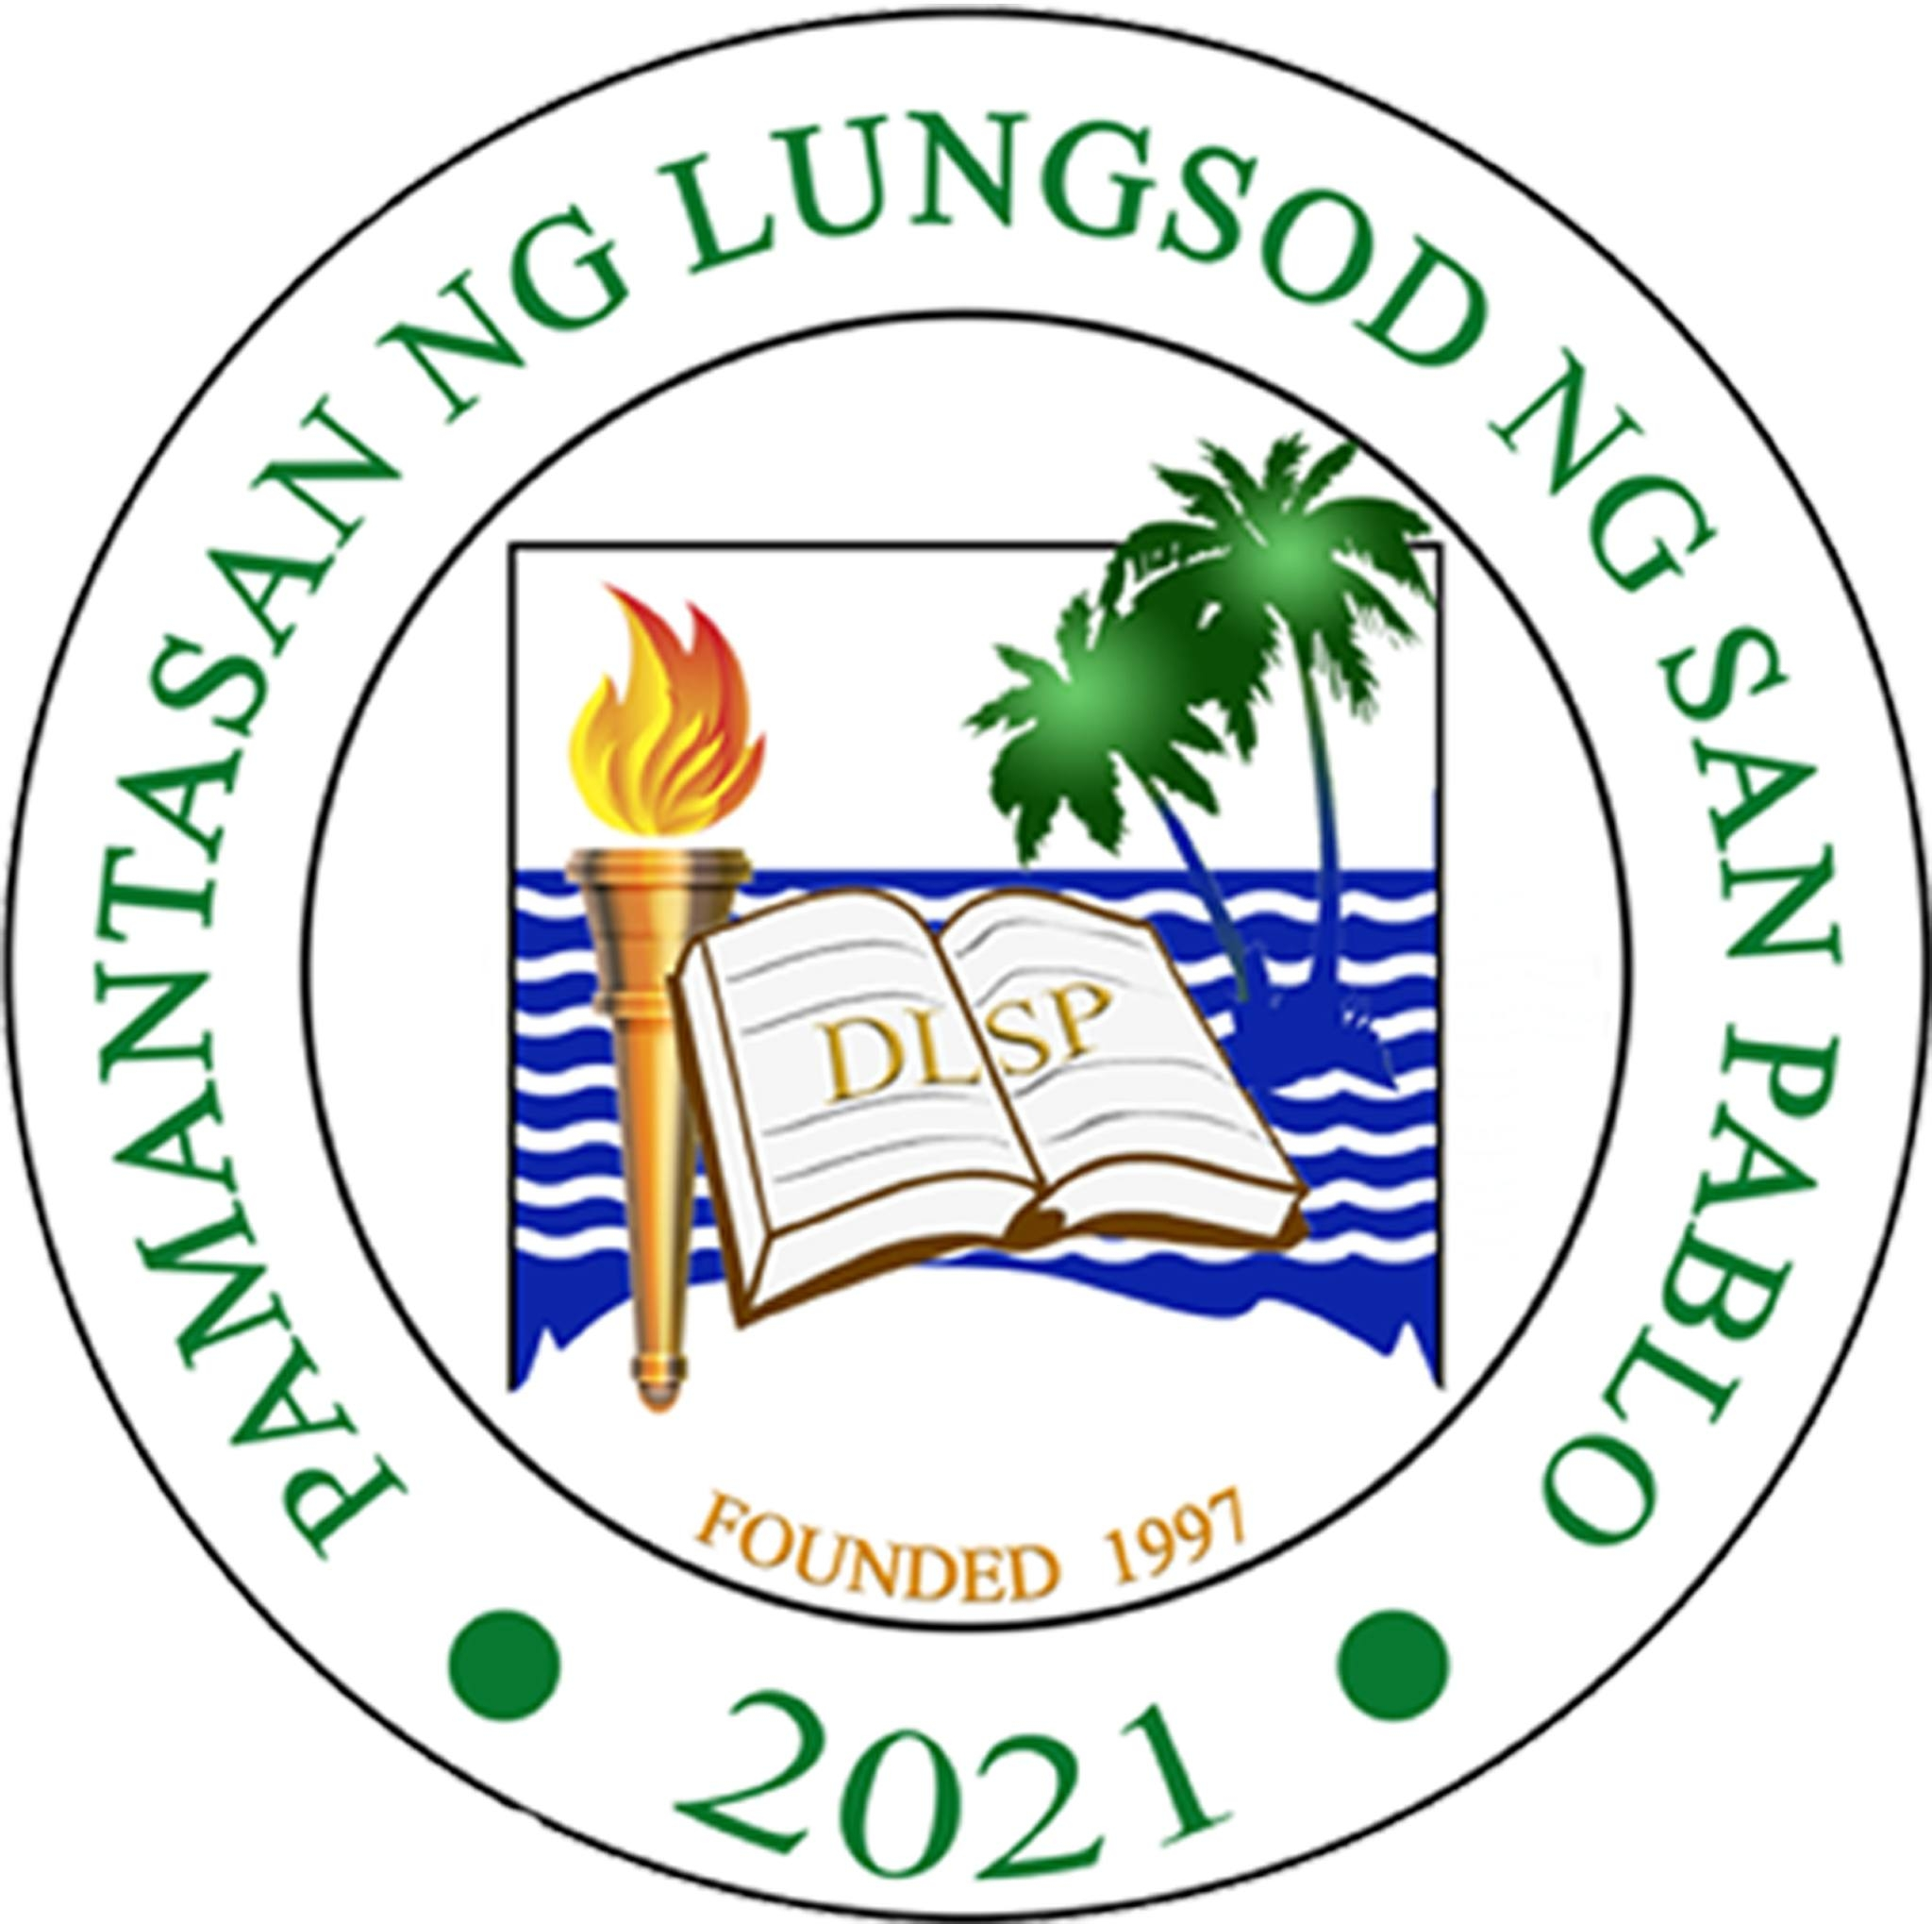 PAMANTASAN NG LUNGSOD NG SAN PABLO
DLSP
FOUNDED 1997
2021